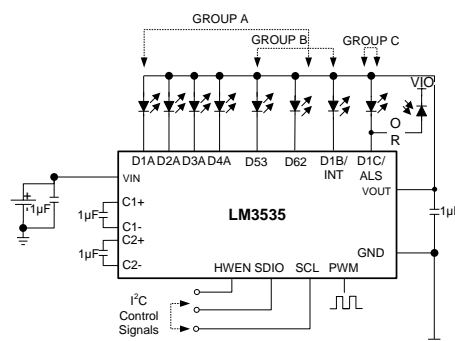 GROUP A
GROUP B
GROUP C
VIO
O
R
D1A D2A D3A D4A D53 D62 D1B/ INT D1C/ ALS
VIN
VOUT
1µF
C1+
1µF
C1-
LM3535
1µF
C2+
1µF
C2-
GND
HWEN SDIO SCL PWM
I²C
Control
Signals